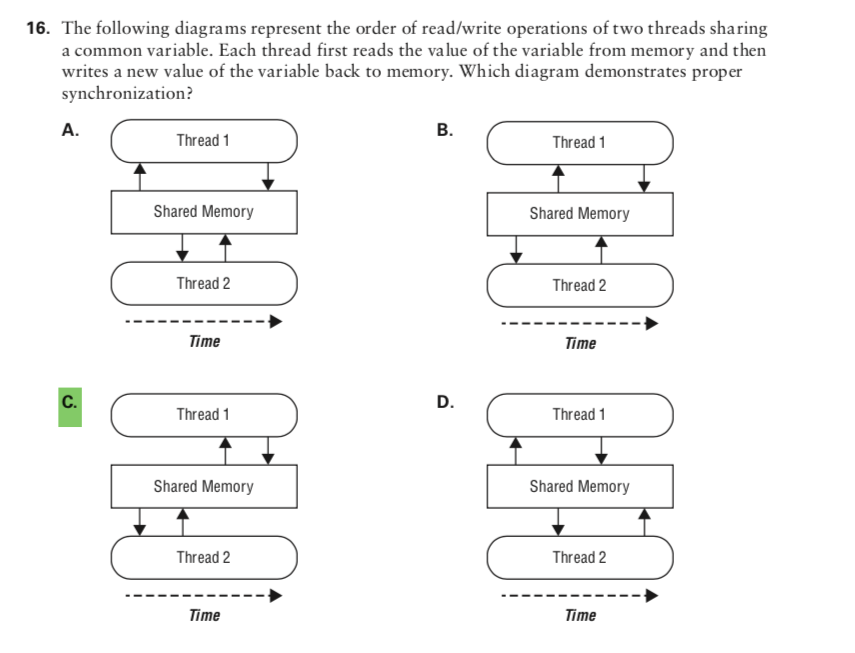 16. The following diagrams represent the order of read/write operations of two threads sharing
a common variable. Each thread first reads the value of the variable from memory and then
writes a new value of the variable back to memory. Which diagram demonstrates proper
synchronization?
A.
Thread 1
Shared Memory
Thread 2
Time
B.
Thread 1
Shared Memory
Thread 2
Time
C.
Thread 1
Shared Memory
Thread 2
Time
D.
Thread 1
Shared Memory
Thread 2
Time